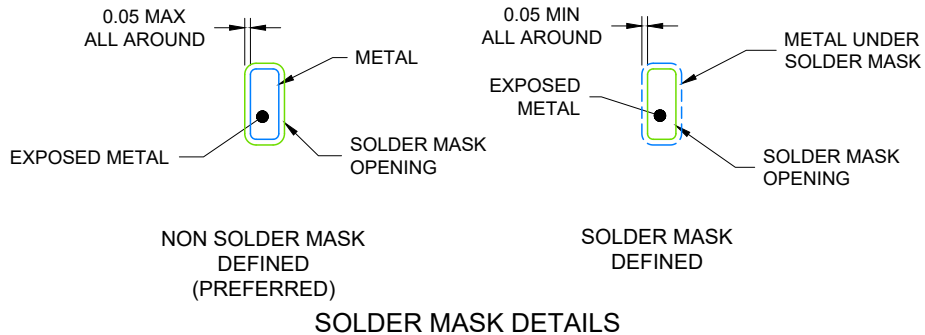 0.05 MAX
ALL AROUND
METAL
EXPOSED METAL
SOLDER MASK
OPENING
NON SOLDER MASK
DEFINED
(PREFERRED)
0.05 MIN
ALL AROUND
METAL UNDER
SOLDER MASK
EXPOSED
METAL
SOLDER MASK
OPENING
SOLDER MASK
DEFINED
SOLDER MASK DETAILS